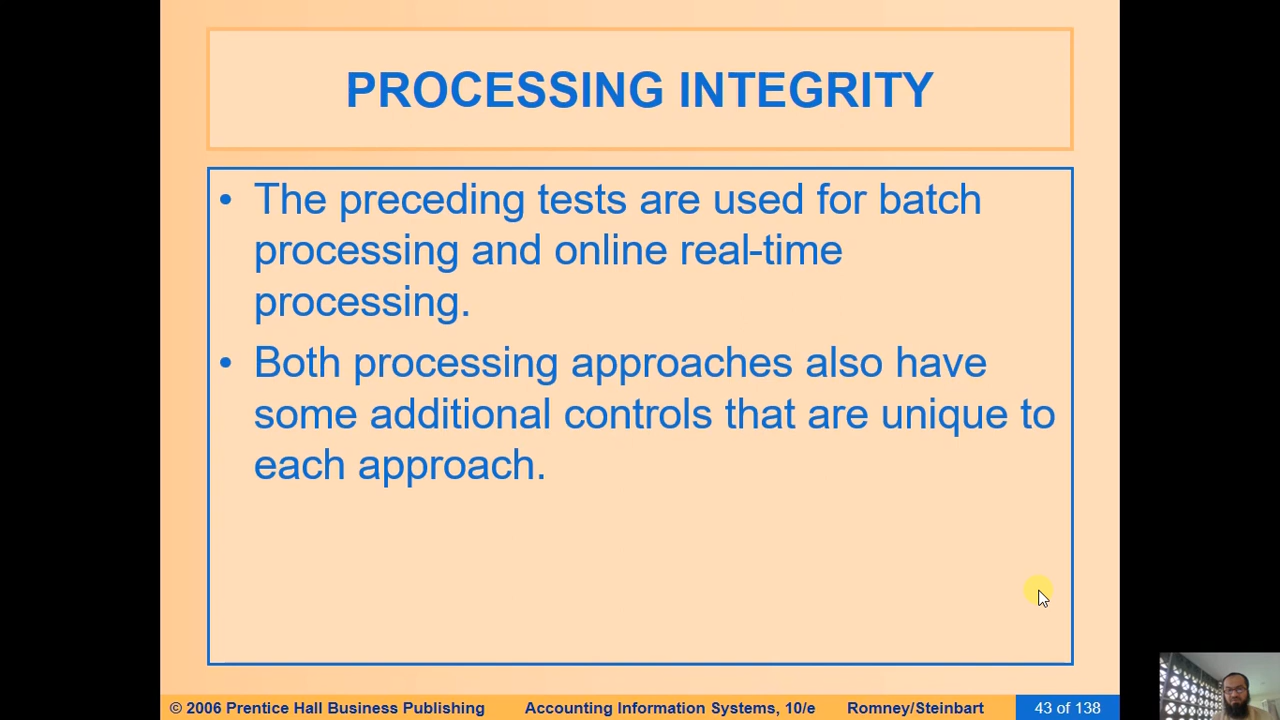 PROCESSING INTEGRITY
• The preceding tests are used for batch
processing and online real-time
processing.
• Both processing approaches also have
some additional controls that are unique to
each approach.
© 2006 Prentice Hall Business Publishing Accounting Information Systems, 10/e Romney/Steinbart 43 of 138